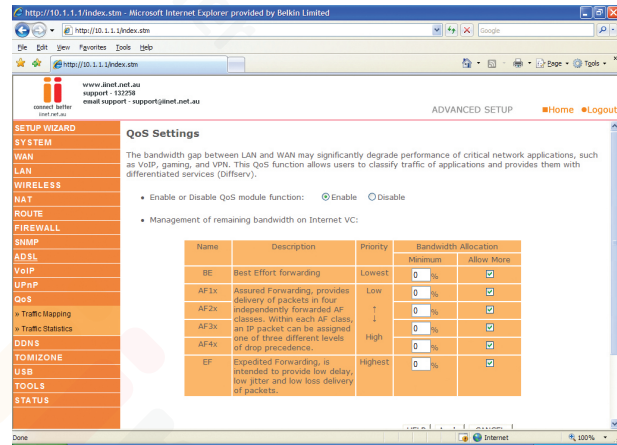 http://10.1.1.1/index.stm - Microsoft Internet Explorer provided by Belkin Limited
http://10.1.1.1/index.stm
Google
File Edit View Favorites Tools Help
http://10.1.1.1/index.stm
Page Tools
www.iinet.net.au
support - 132258
email support - support@iinet.net.au
connect better
iinet.net.au
ADVANCED SETUP
Home Logout
SETUP WIZARD
SYSTEM
WAN
LAN
WIRELESS
NAT
ROUTE
FIREWALL
SNMP
ADSL
VoIP
UPnP
QoS
» Traffic Mapping
» Traffic Statistics
DDNS
TOMIZONE
USB
TOOLS
STATUS
QoS Settings
The bandwidth gap between LAN and WAN may significantly degrade performance of critical network applications, such
as VoIP, gaming, and VPN. This QoS function allows users to classify traffic of applications and provides them with
differentiated services (Diffserv).
• Enable or Disable QoS module function: Enable Disable
• Management of remaining bandwidth on Internet VC:
Name Description Priority Bandwidth Allocation
Minimum Allow More
BE Best Effort forwarding Lowest 0 %
AF1x Assured Forwarding, provides Low 0 %
delivery of packets in four
AF2x independently forwarded AF ↑ 0 %
classes. Within each AF class, ↓
AF3x an IP packet can be assigned 0 %
one of three different levels High
AF4x of drop precedence. 0 %
EF Expedited Forwarding, is Highest 0 %
intended to provide low delay,
low jitter and low loss delivery
of packets.
Done
Internet
100%